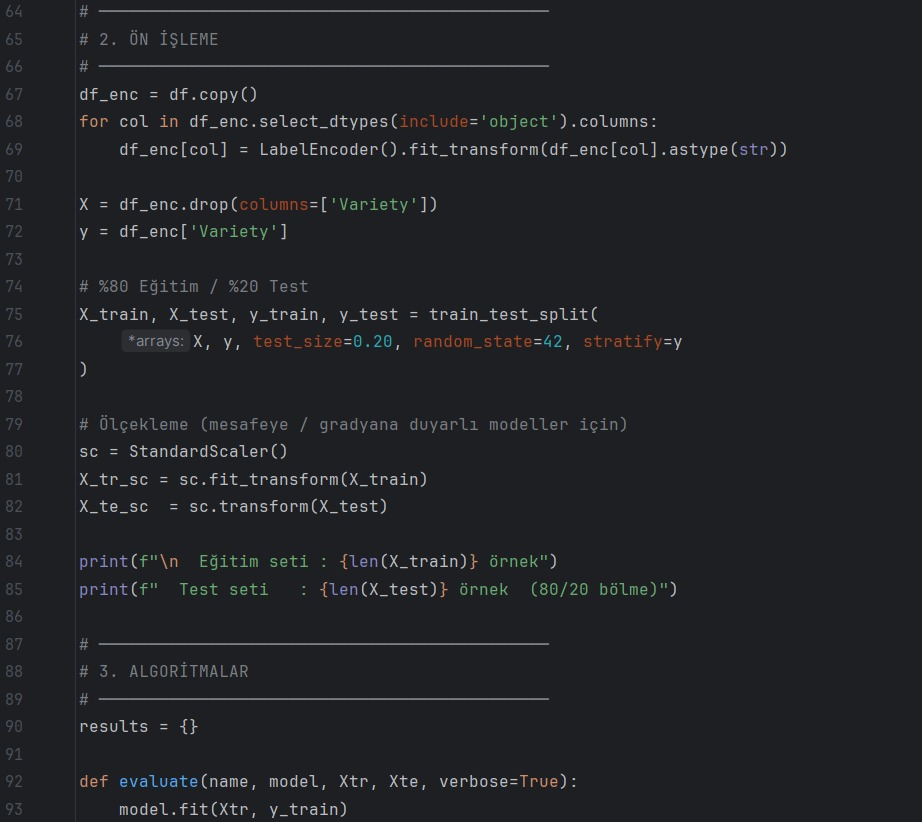 64 # ─────────────────────────────────────────────
65 # 2. ÖN İŞLEME
66 # ─────────────────────────────────────────────
67 df_enc = df.copy()
68 for col in df_enc.select_dtypes(include='object').columns:
69     df_enc[col] = LabelEncoder().fit_transform(df_enc[col].astype(str))
70
71 X = df_enc.drop(columns=['Variety'])
72 y = df_enc['Variety']
73
74 # %80 Eğitim / %20 Test
75 X_train, X_test, y_train, y_test = train_test_split(
76     *arrays: X, y, test_size=0.20, random_state=42, stratify=y
77 )
78
79 # Ölçekleme (mesafeye / gradyana duyarlı modeller için)
80 sc = StandardScaler()
81 X_tr_sc = sc.fit_transform(X_train)
82 X_te_sc  = sc.transform(X_test)
83
84 print(f"\n  Eğitim seti : {len(X_train)} örnek")
85 print(f"  Test seti   : {len(X_test)} örnek  (80/20 bölme)")
86
87 # ─────────────────────────────────────────────
88 # 3. ALGORİTMALAR
89 # ─────────────────────────────────────────────
90 results = {}
91
92 def evaluate(name, model, Xtr, Xte, verbose=True):
93     model.fit(Xtr, y_train)